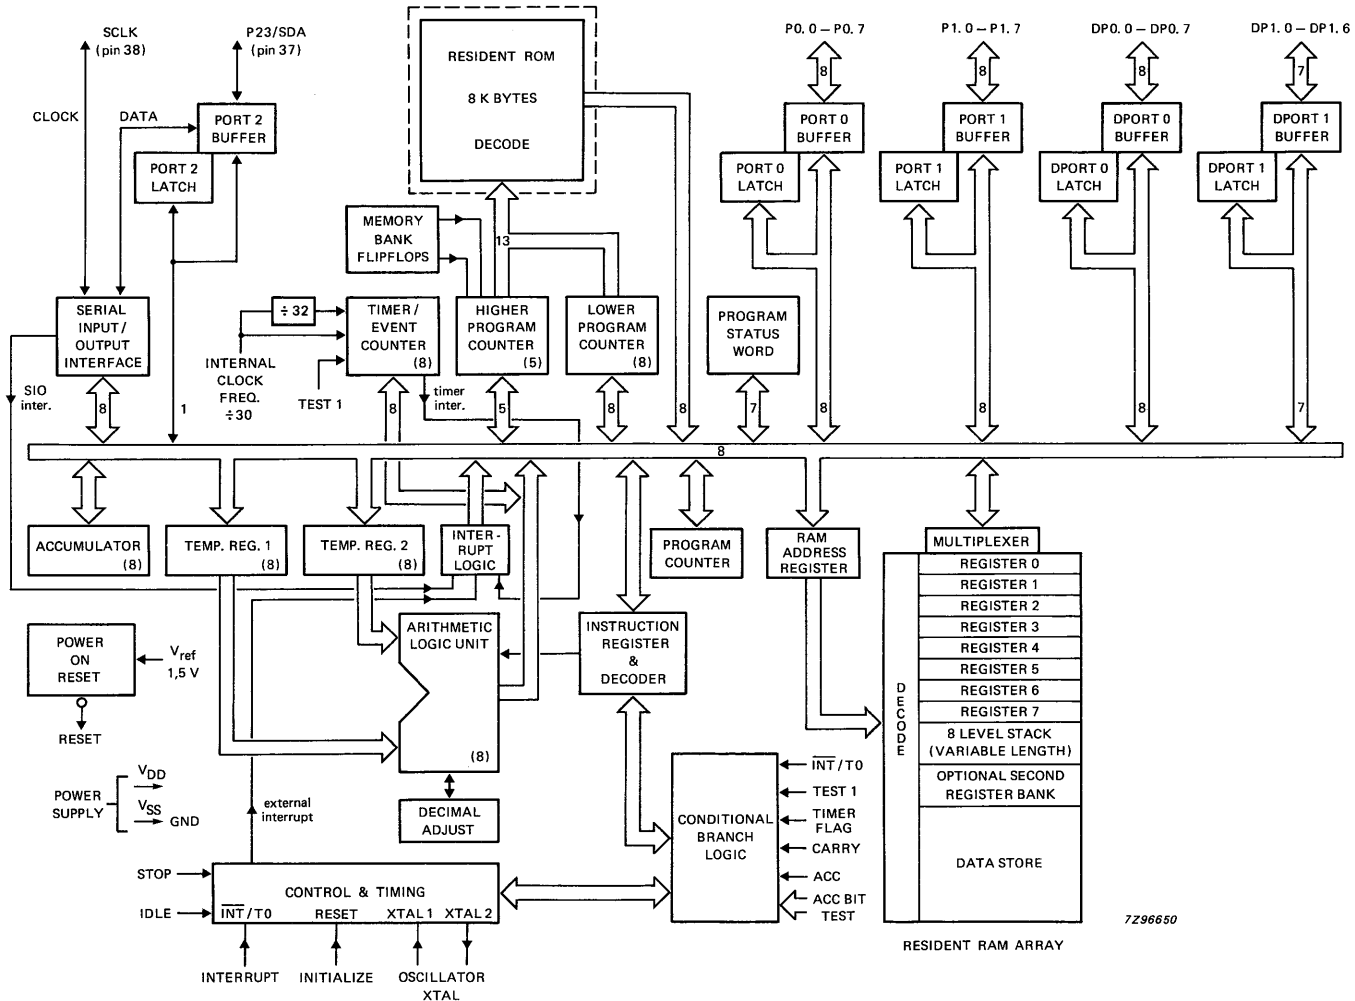 SCLK
(pin 38)
P23/SDA
(pin 37)
CLOCK
DATA
PORT 2
BUFFER
PORT 2
LATCH
RESIDENT ROM
8 K BYTES
DECODE
P0.0 – P0.7
P1.0 – P1.7
DP0.0 – DP0.7
DP1.0 – DP1.6
8
8
8
7
PORT 0
BUFFER
PORT 0
LATCH
PORT 1
BUFFER
PORT 1
LATCH
DPORT 0
BUFFER
DPORT 0
LATCH
DPORT 1
BUFFER
DPORT 1
LATCH
MEMORY
BANK
FLIPFLOPS
13
SERIAL
INPUT /
OUTPUT
INTERFACE
÷ 32
TIMER /
EVENT
COUNTER
(8)
HIGHER
PROGRAM
COUNTER
(5)
LOWER
PROGRAM
COUNTER
(8)
PROGRAM
STATUS
WORD
INTERNAL
CLOCK
FREQ.
÷30
TEST 1
timer
inter.
SIO
inter.
8
1
8
5
8
8
7
8
8
8
7
8
ACCUMULATOR
(8)
TEMP. REG. 1
(8)
TEMP. REG. 2
(8)
INTER -
RUPT
LOGIC
PROGRAM
COUNTER
RAM
ADDRESS
REGISTER
MULTIPLEXER
REGISTER 0
REGISTER 1
REGISTER 2
REGISTER 3
REGISTER 4
REGISTER 5
REGISTER 6
REGISTER 7
8 LEVEL STACK
(VARIABLE LENGTH)
OPTIONAL SECOND
REGISTER BANK
DATA STORE
DECODE
RESIDENT RAM ARRAY
POWER
ON
RESET
Vref
1,5 V
RESET
ARITHMETIC
LOGIC UNIT
(8)
INSTRUCTION
REGISTER
&
DECODER
POWER
SUPPLY
VDD
VSS
GND
external
interrupt
DECIMAL
ADJUST
CONDITIONAL
BRANCH
LOGIC
INT / T0
TEST 1
TIMER
FLAG
CARRY
ACC
ACC BIT
TEST
STOP
IDLE
CONTROL & TIMING
INT / T0
RESET
XTAL 1
XTAL 2
INTERRUPT
INITIALIZE
OSCILLATOR
XTAL
7Z96650